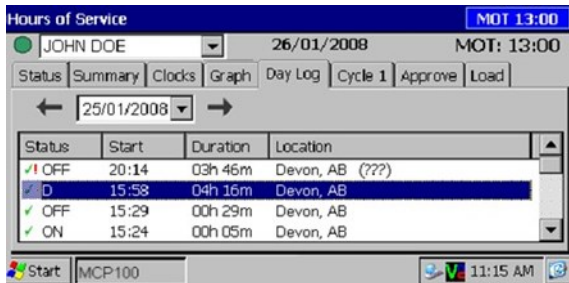 Hours of Service MOT 13:00
JOHN DOE 26/01/2008 MOT: 13:00
Status Summary Clocks Graph Day Log Cycle 1 Approve Load
25/01/2008
Status Start Duration Location
OFF 20:14 03h 46m Devon, AB (???)
D 15:58 04h 16m Devon, AB
OFF 15:29 00h 29m Devon, AB
ON 15:24 00h 05m Devon, AB
Start MCP100 11:15 AM